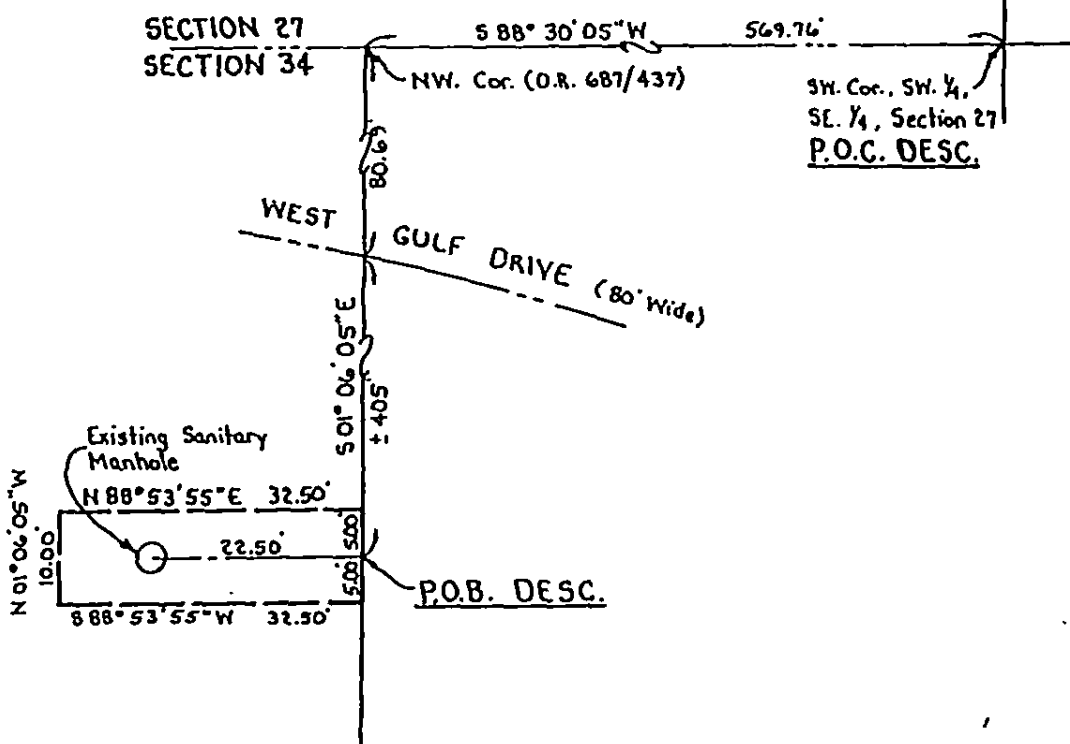 SECTION 27
SECTION 34
S 88° 30' 05" W 569.76'
NW. Cor. (O.R. 687/437)
SW. Cor., SW. ¼,
SE. ¼, Section 27
P.O.C. DESC.
80.69
WEST GULF DRIVE (80' Wide)
S 01° 06' 05" E
± 405
Existing Sanitary
Manhole
N 88° 53' 55" E 32.50'
N 01° 06' 05" W
10.00'
22.50'
5.00'
5.00'
P.O.B. DESC.
S 88° 53' 55" W 32.50'